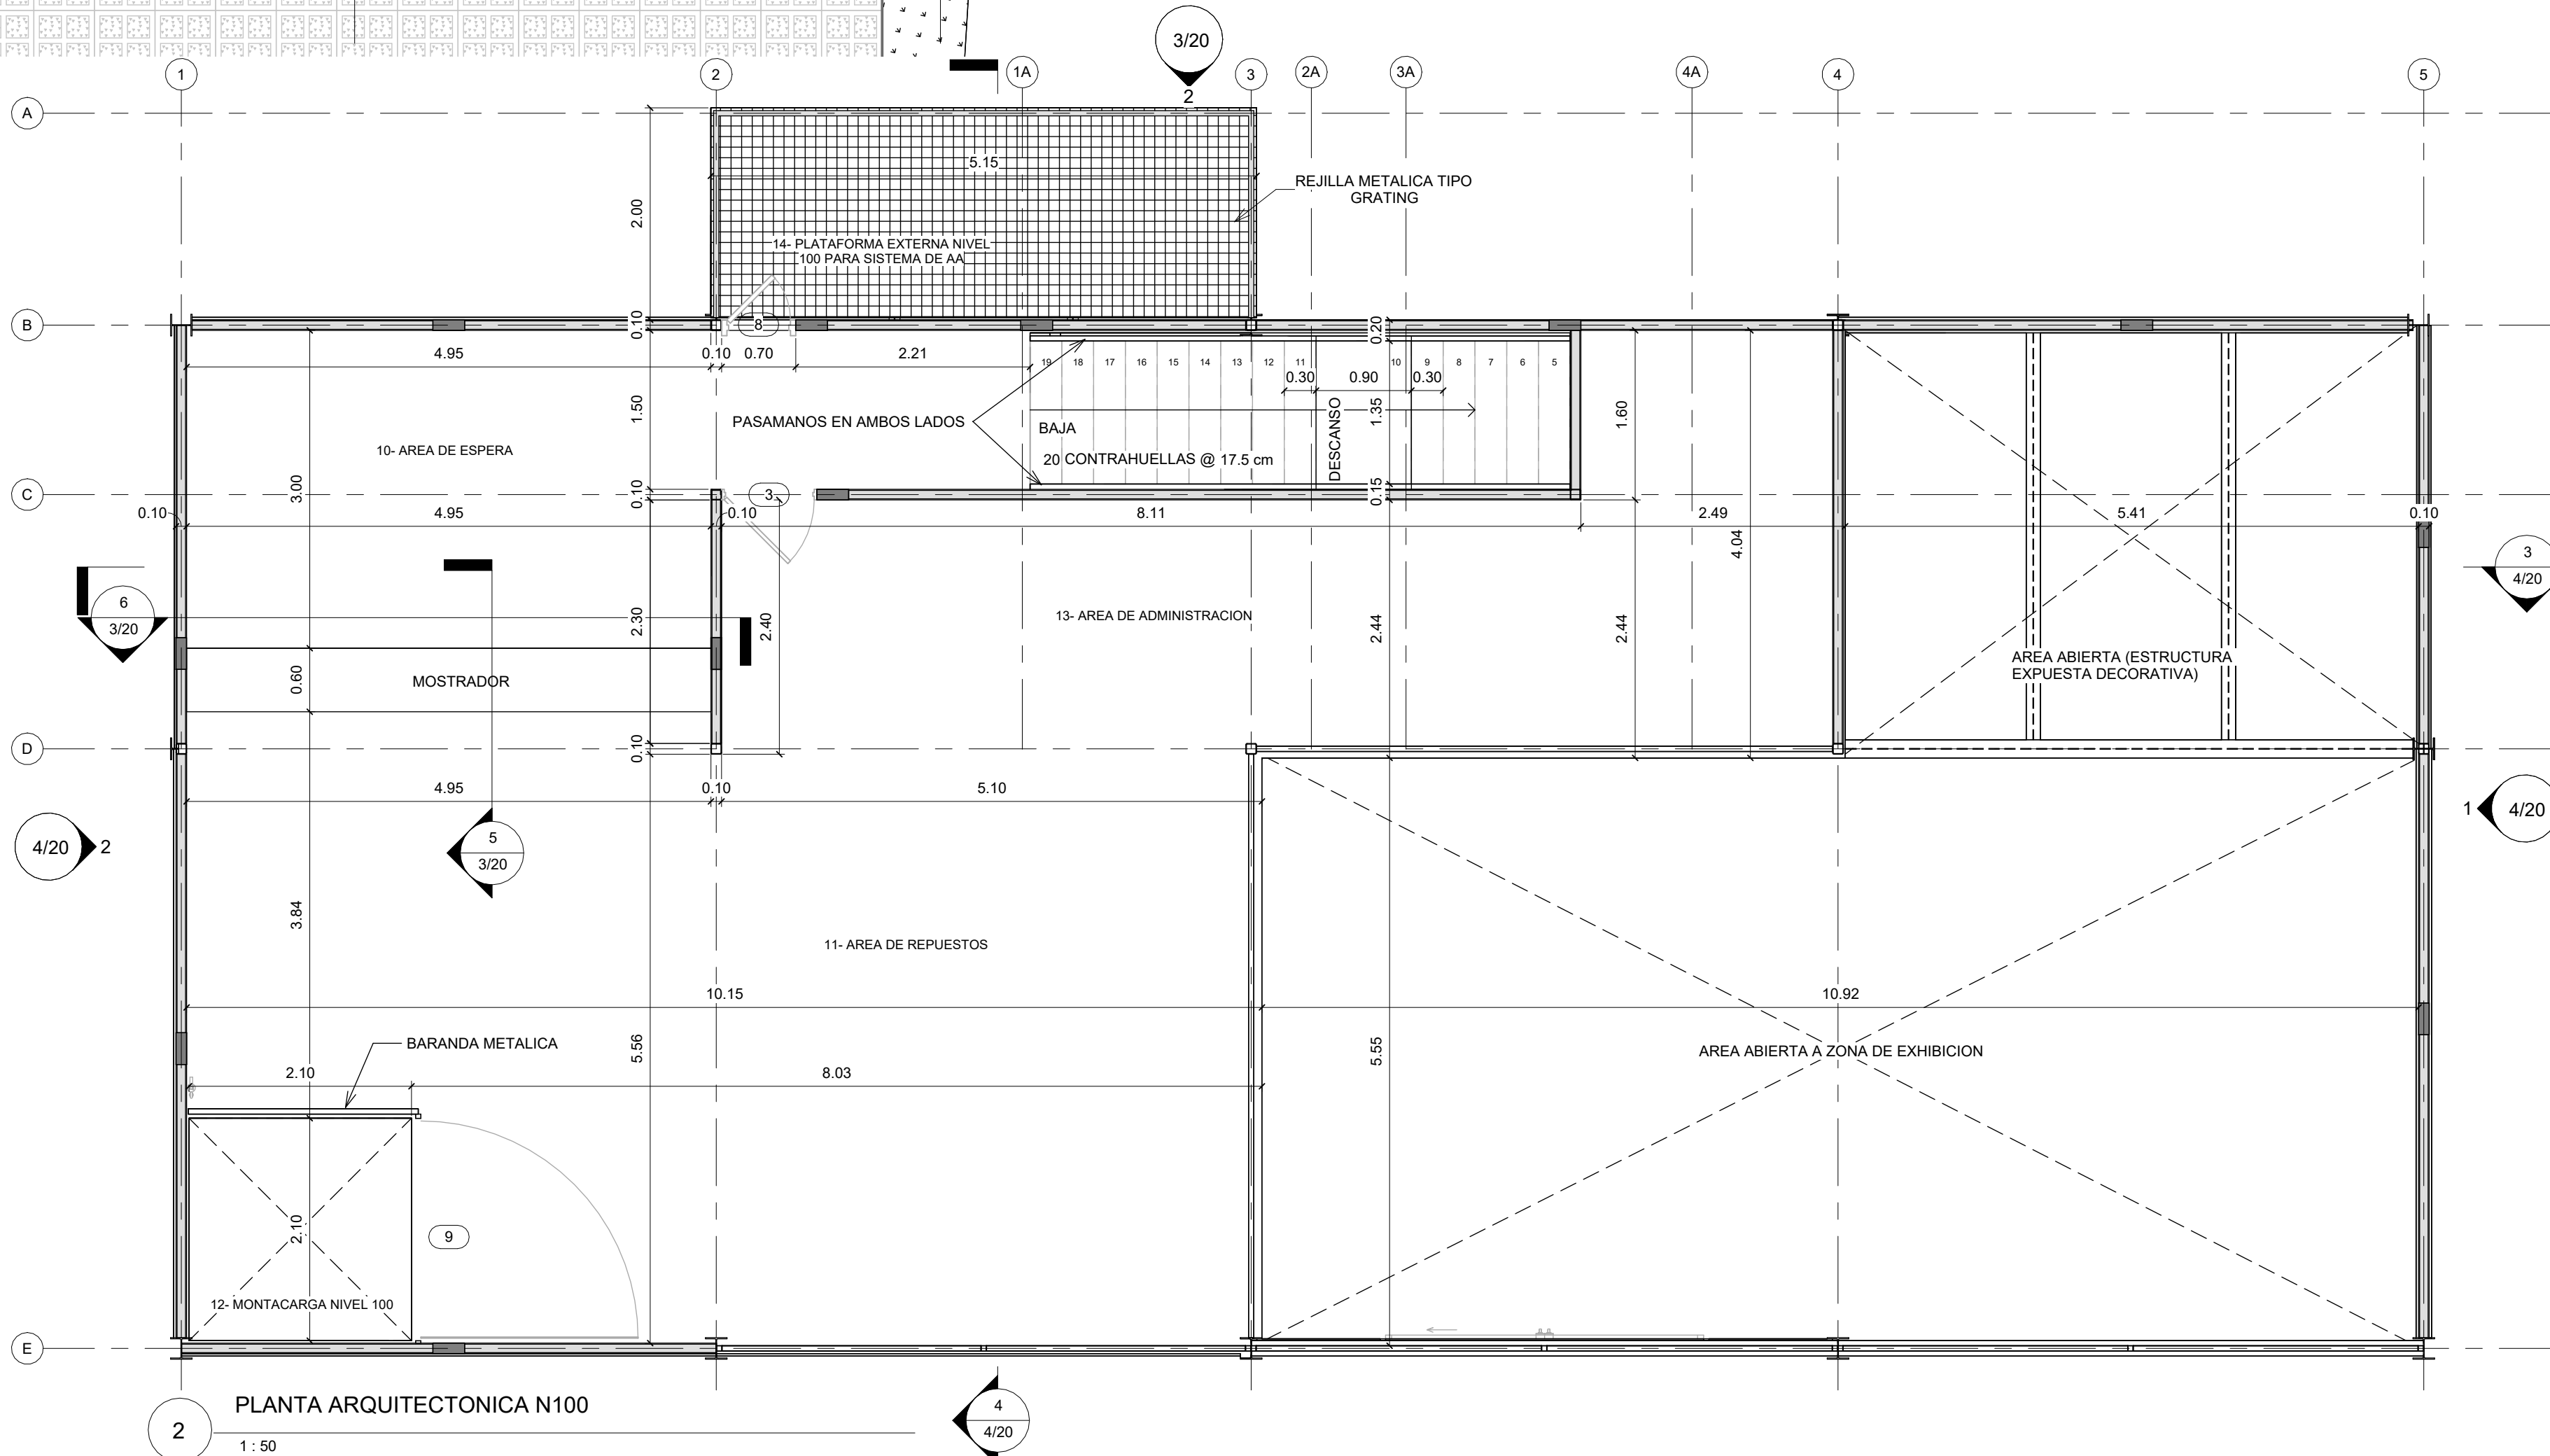 3/20
2
1
2
1A
3
2A
3A
4A
4
5
A
5.15
REJILLA METALICA TIPO
GRATING
2.00
14- PLATAFORMA EXTERNA NIVEL
100 PARA SISTEMA DE AA
B
0.10
8
0.20
4.95
0.10
0.70
2.21
19
18
17
16
15
14
13
12
11
10
9
8
7
6
5
0.30
0.90
0.30
1.50
PASAMANOS EN AMBOS LADOS
BAJA
DESCANSO
1.35
1.60
10- AREA DE ESPERA
20 CONTRAHUELLAS @ 17.5 cm
3.00
C
0.10
3
0.15
0.10
4.95
0.10
8.11
2.49
5.41
0.10
4.04
6
3/20
3
4/20
2.30
2.40
13- AREA DE ADMINISTRACION
2.44
2.44
0.60
MOSTRADOR
AREA ABIERTA (ESTRUCTURA
EXPUESTA DECORATIVA)
D
0.10
4.95
0.10
5.10
4/20
2
5
3/20
1
4/20
3.84
11- AREA DE REPUESTOS
10.15
10.92
BARANDA METALICA
5.56
5.55
AREA ABIERTA A ZONA DE EXHIBICION
2.10
8.03
2.10
9
12- MONTACARGA NIVEL 100
E
2
PLANTA ARQUITECTONICA N100
1 : 50
4
4/20